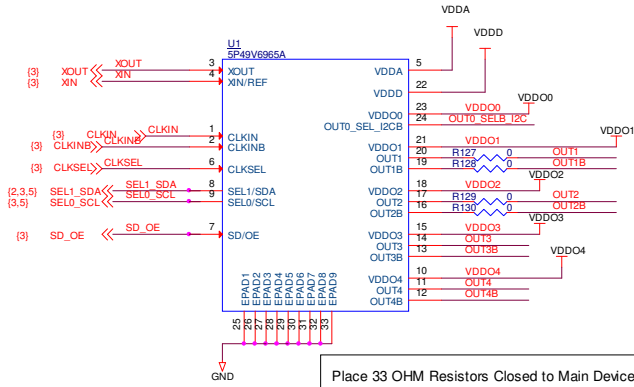 U1
5P49V6965A
VDDA
VDDD
{3} XOUT XOUT 3 XOUT
{3} XIN XIN 4 XIN/REF
5 VDDA
22 VDDD
23 VDDO0 VDDO0
24 OUT0_SEL_I2CB OUT0_SELB_I2C
{3} CLKIN CLKIN 1 CLKIN
{3} CLKINB CLKINB 2 CLKINB
{3} CLKSEL CLKSEL 6 CLKSEL
VDDO1
21 VDDO1 VDDO1
20 OUT1 R127 0 OUT1
19 OUT1B R128 0 OUT1B
{2,3,5} SEL1_SDA SEL1_SDA 8 SEL1/SDA
{3,5} SEL0_SCL SEL0_SCL 9 SEL0/SCL
VDDO2
18 VDDO2 VDDO2
17 OUT2 R129 0 OUT2
16 OUT2B R130 0 OUT2B
{3} SD_OE SD_OE 7 SD/OE
VDDO3
15 VDDO3 VDDO3
14 OUT3 OUT3
13 OUT3B OUT3B
VDDO4
10 VDDO4 VDDO4
11 OUT4 OUT4
12 OUT4B OUT4B
EPAD1 EPAD2 EPAD3 EPAD4 EPAD5 EPAD6 EPAD7 EPAD8 EPAD9
25 26 27 28 29 30 31 32 33
GND
Place 33 OHM Resistors Closed to Main Device